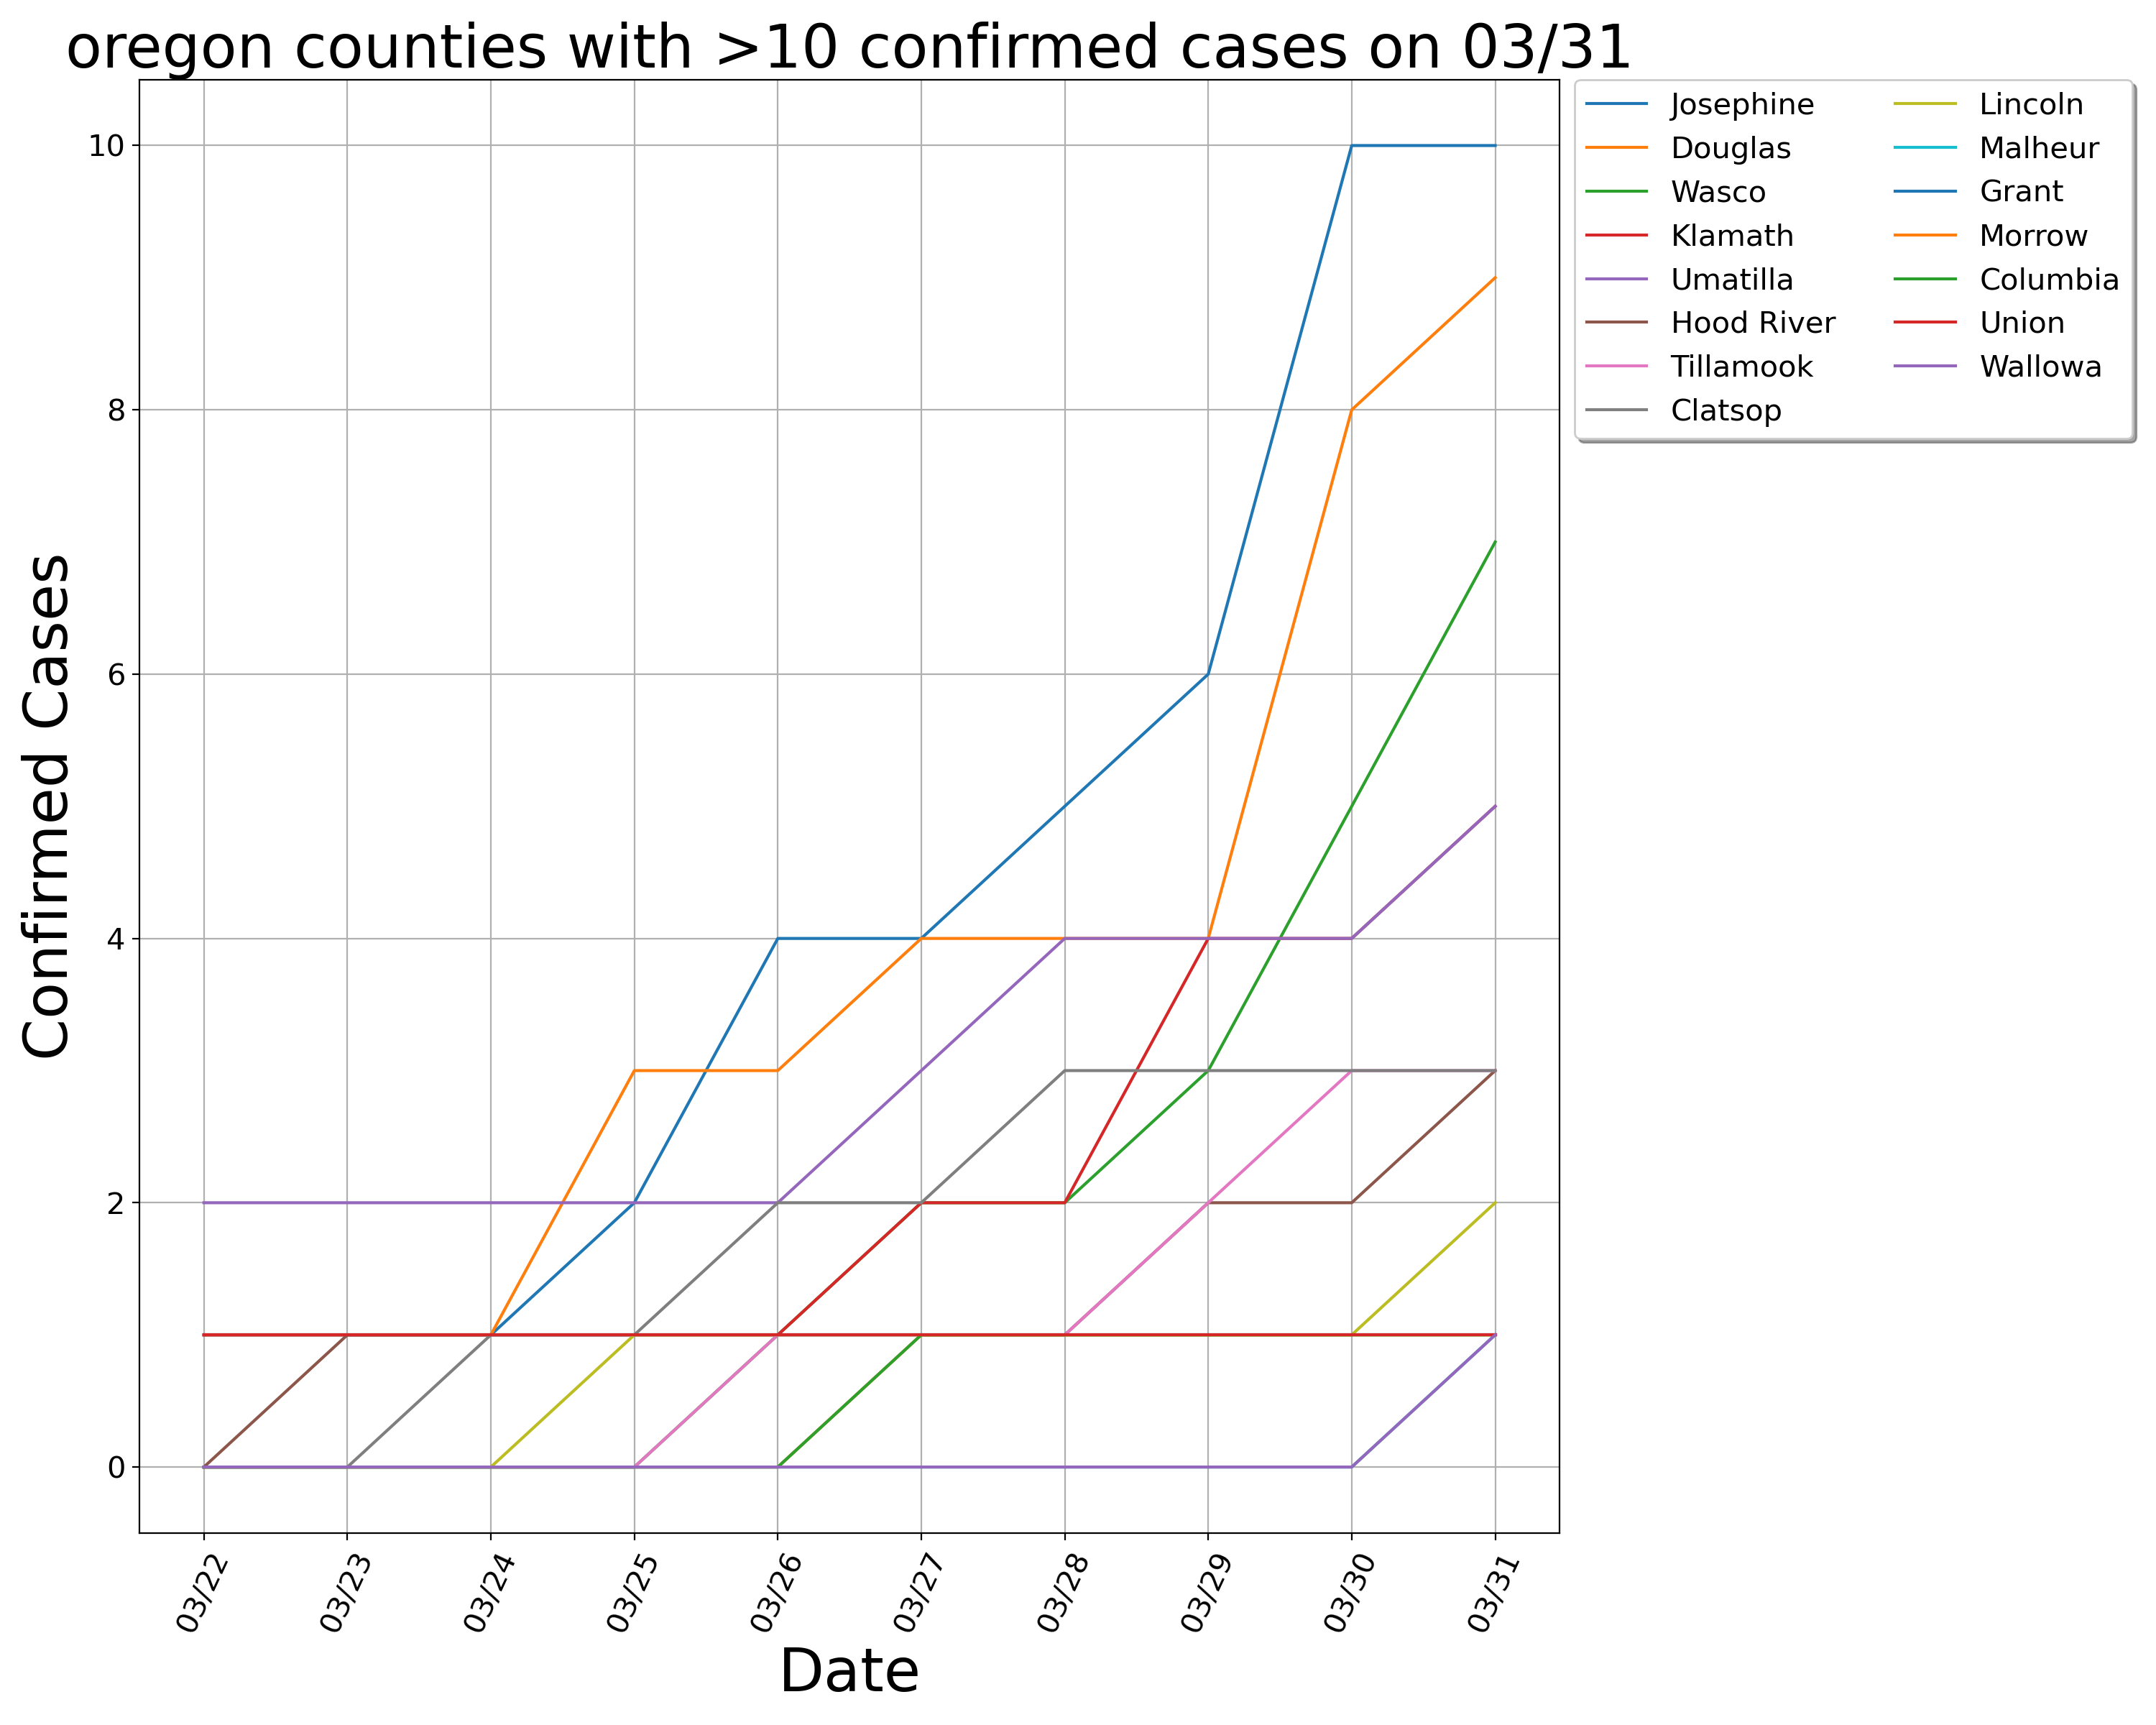 oregon counties with >10 confirmed cases on 03/31
Confirmed Cases
10
8
6
4
2
0
03/22
03/23
03/24
03/25
03/26
03/27
03/28
03/29
03/30
03/31
Date
Josephine
Douglas
Wasco
Klamath
Umatilla
Hood River
Tillamook
Clatsop
Lincoln
Malheur
Grant
Morrow
Columbia
Union
Wallowa